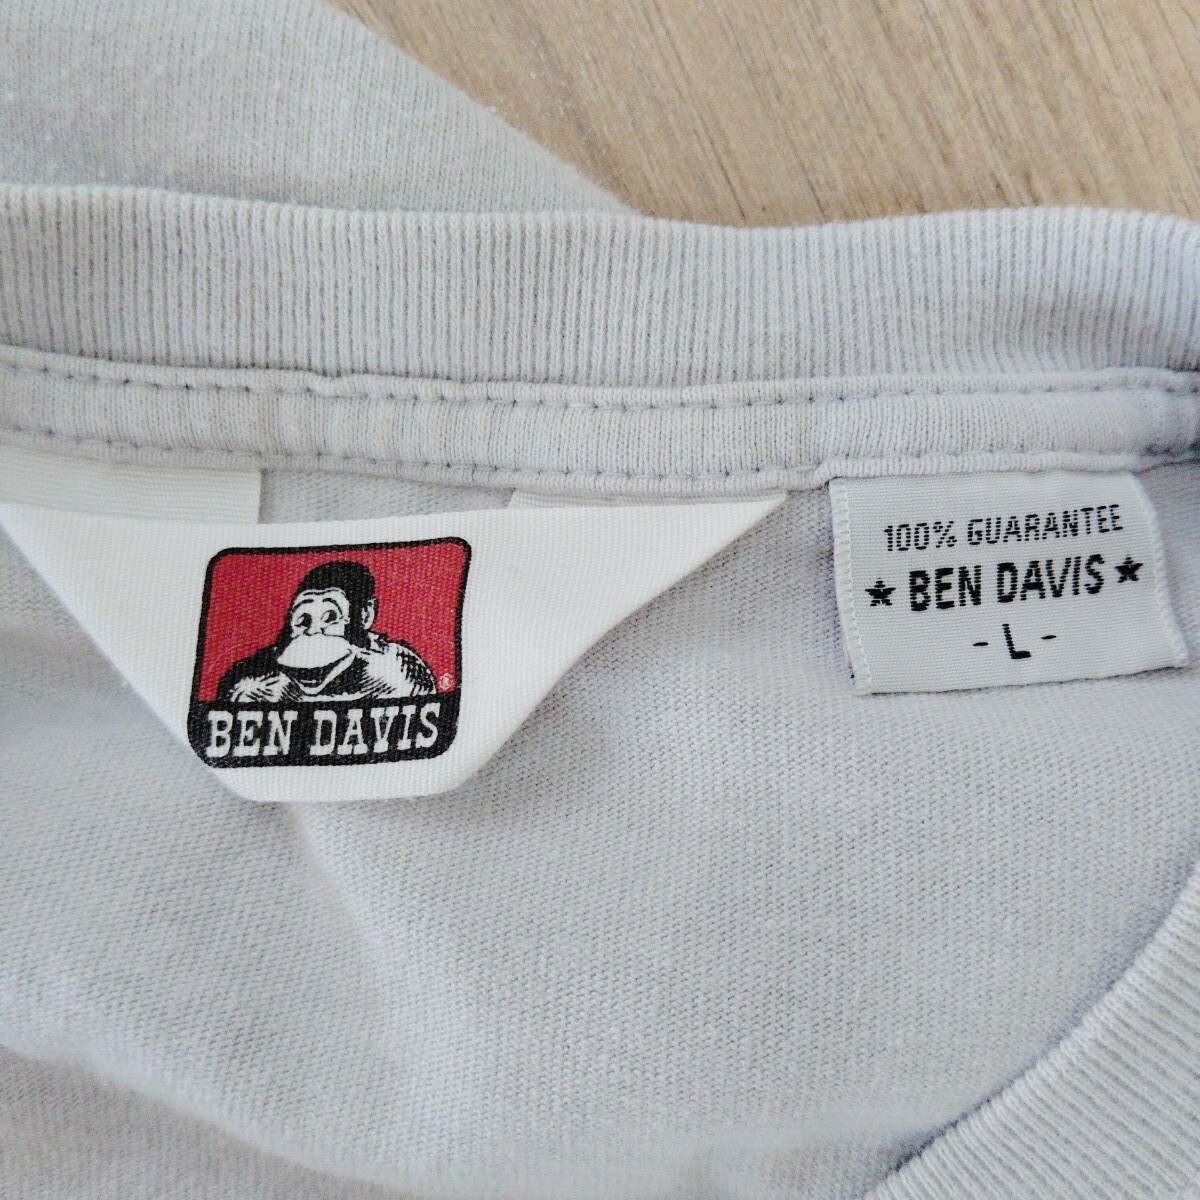 BEN DAVIS
®
100% GUARANTEE
★ BEN DAVIS ★
- L -